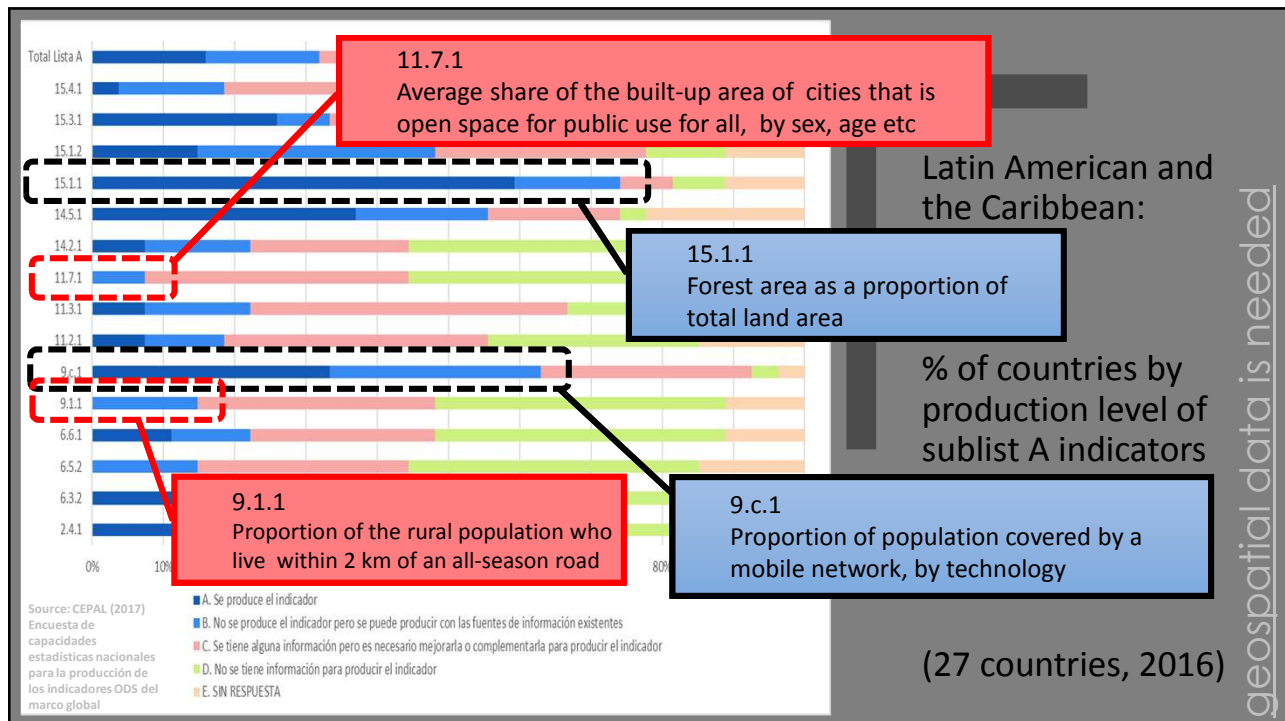 Total Lista A
15.4.1
15.3.1
15.1.2
15.1.1
14.5.1
14.2.1
11.7.1
11.3.1
11.2.1
9.c.1
9.1.1
6.6.1
6.5.2
6.3.2
2.4.1
0%
10%
80%
11.7.1
Average share of the built-up area of cities that is
open space for public use for all, by sex, age etc
15.1.1
Forest area as a proportion of
total land area
9.1.1
Proportion of the rural population who
live within 2 km of an all-season road
9.c.1
Proportion of population covered by a
mobile network, by technology
A. Se produce el indicador
B. No se produce el indicador pero se puede producir con las fuentes de información existentes
C. Se tiene alguna información pero es necesario mejorarla o complementarla para producir el indicador
D. No se tiene información para producir el indicador
E. SIN RESPUESTA
Source: CEPAL (2017)
Encuesta de
capacidades
estadísticas nacionales
para la producción de
los indicadores ODS del
marco global
Latin American and
the Caribbean:
% of countries by
production level of
sublist A indicators
(27 countries, 2016)
geospatial data is needed